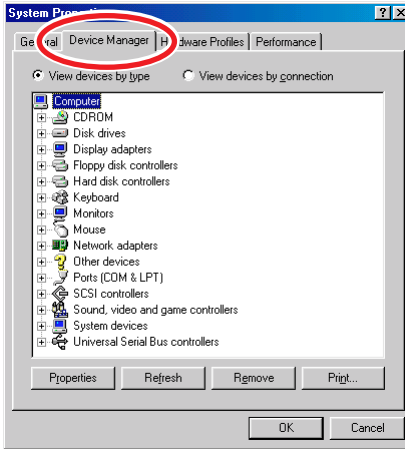 System Prope
General Device Manager Hardware Profiles Performance
View devices by type View devices by connection
Computer
CDROM
Disk drives
Display adapters
Floppy disk controllers
Hard disk controllers
Keyboard
Monitors
Mouse
Network adapters
Other devices
Ports (COM & LPT)
SCSI controllers
Sound, video and game controllers
System devices
Universal Serial Bus controllers
Properties Refresh Remove Print...
OK Cancel